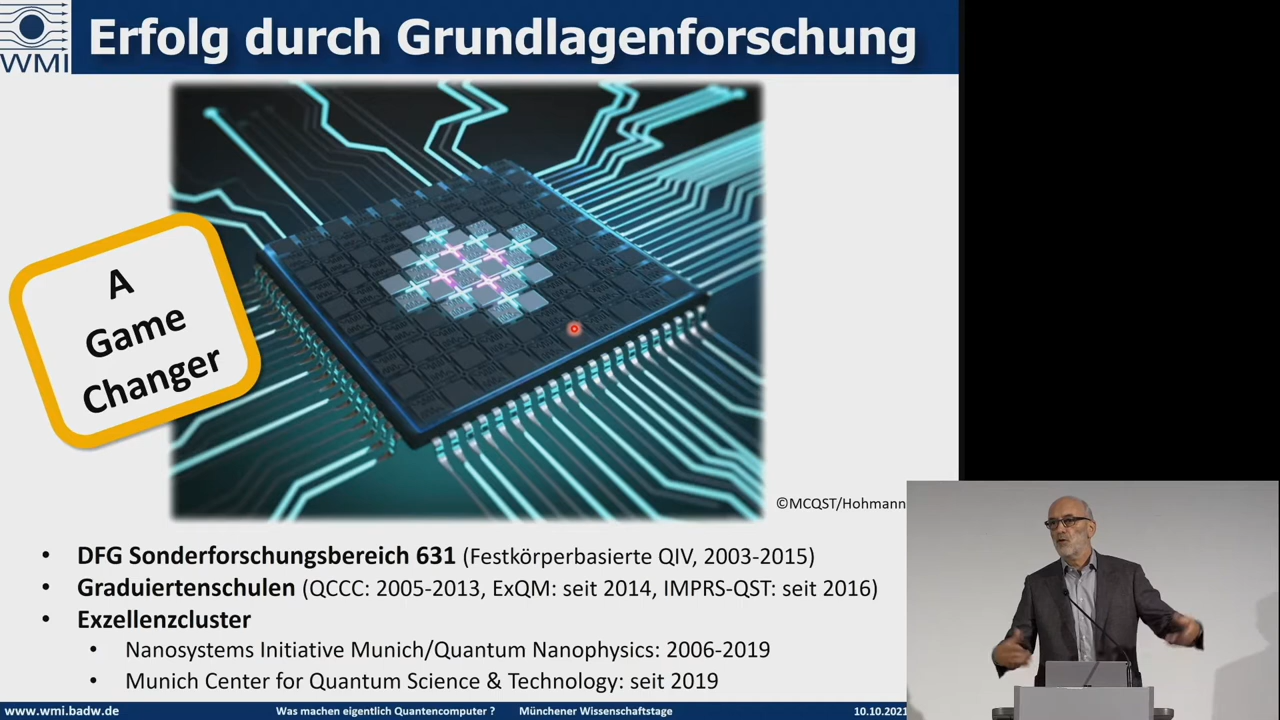 WMI
Erfolg durch Grundlagenforschung
A
Game
Changer
©MCQST/Hohmann
• DFG Sonderforschungsbereich 631 (Festkörperbasierte QIV, 2003-2015)
• Graduiertenschulen (QCCC: 2005-2013, ExQM: seit 2014, IMPRS-QST: seit 2016)
• Exzellenzcluster
• Nanosystems Initiative Munich/Quantum Nanophysics: 2006-2019
• Munich Center for Quantum Science & Technology: seit 2019
www.wmi.badw.de Was machen eigentlich Quantencomputer ? Münchener Wissenschaftstage 10.10.2021